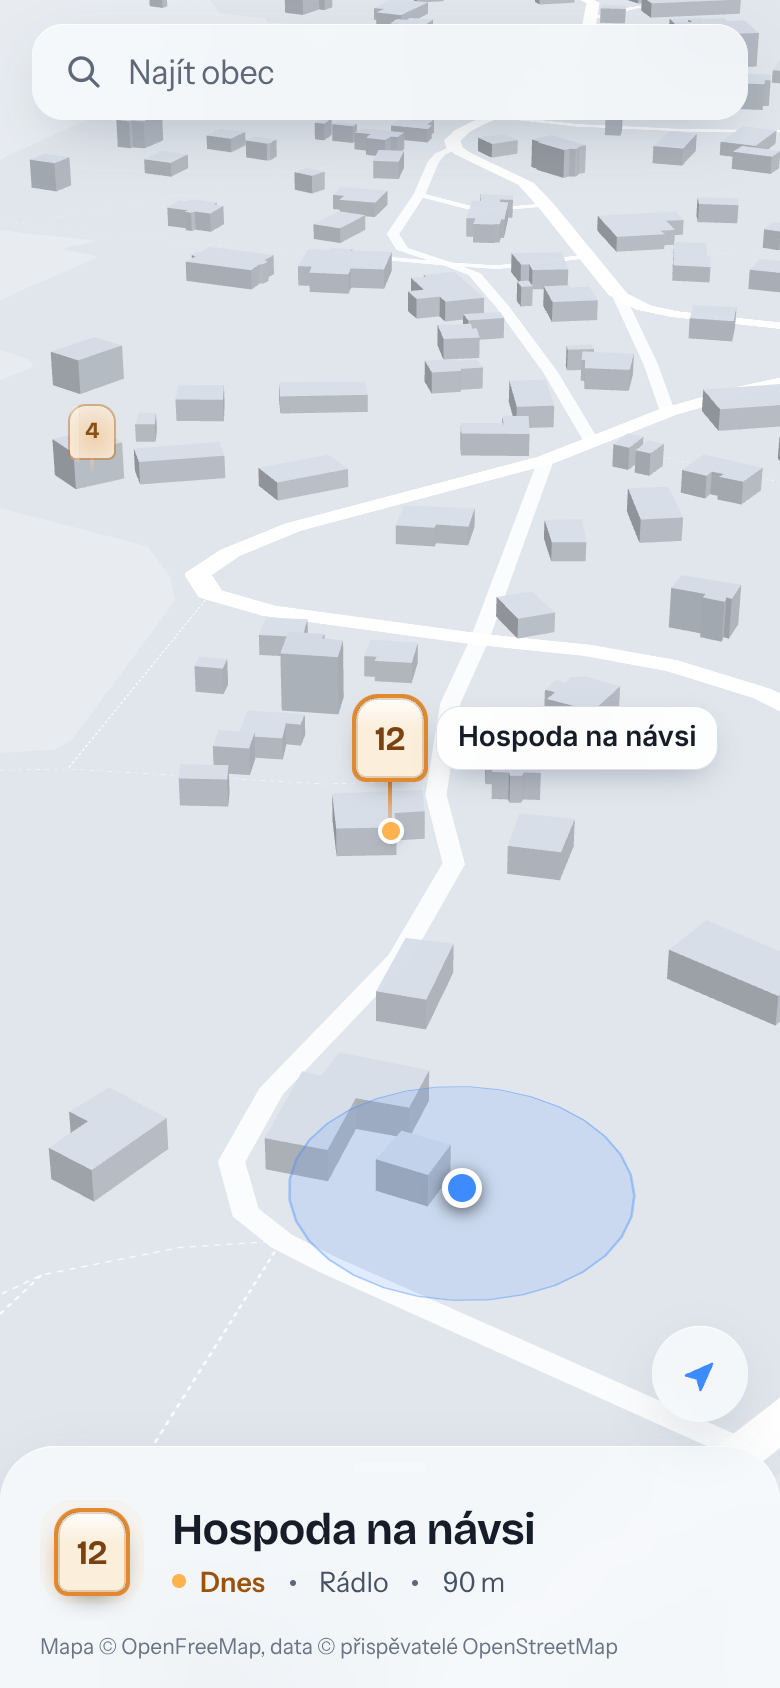 Najít obec
4
12
Hospoda na návsi
12
Hospoda na návsi
Dnes • Rádlo • 90 m
Mapa © OpenFreeMap, data © přispěvatelé OpenStreetMap